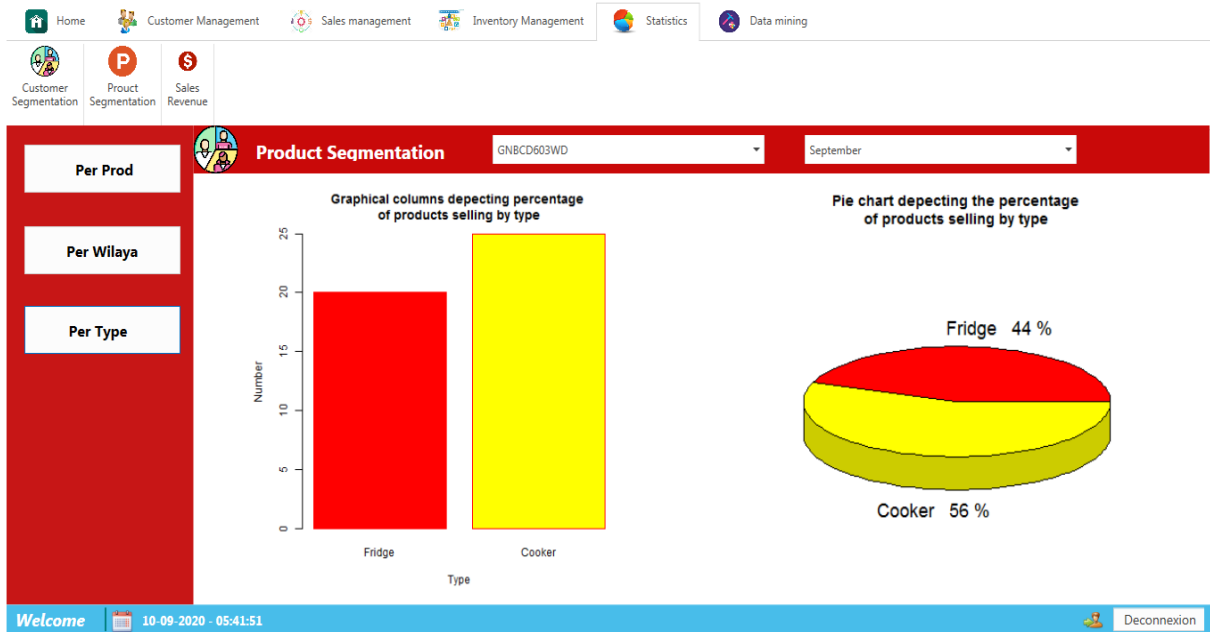 Home
Customer Management
Sales management
Inventory Management
Statistics
Data mining
Customer
Segmentation
P
Prouct
Segmentation
$
Sales
Revenue
Per Prod
Per Wilaya
Per Type
Product Segmentation
GNBCD603WD
September
Graphical columns depecting percentage
of products selling by type
25
20
15
10
5
0
Number
Fridge
Cooker
Type
Pie chart depecting the percentage
of products selling by type
Fridge 44 %
Cooker 56 %
Welcome
10-09-2020 - 05:41:51
Deconnexion